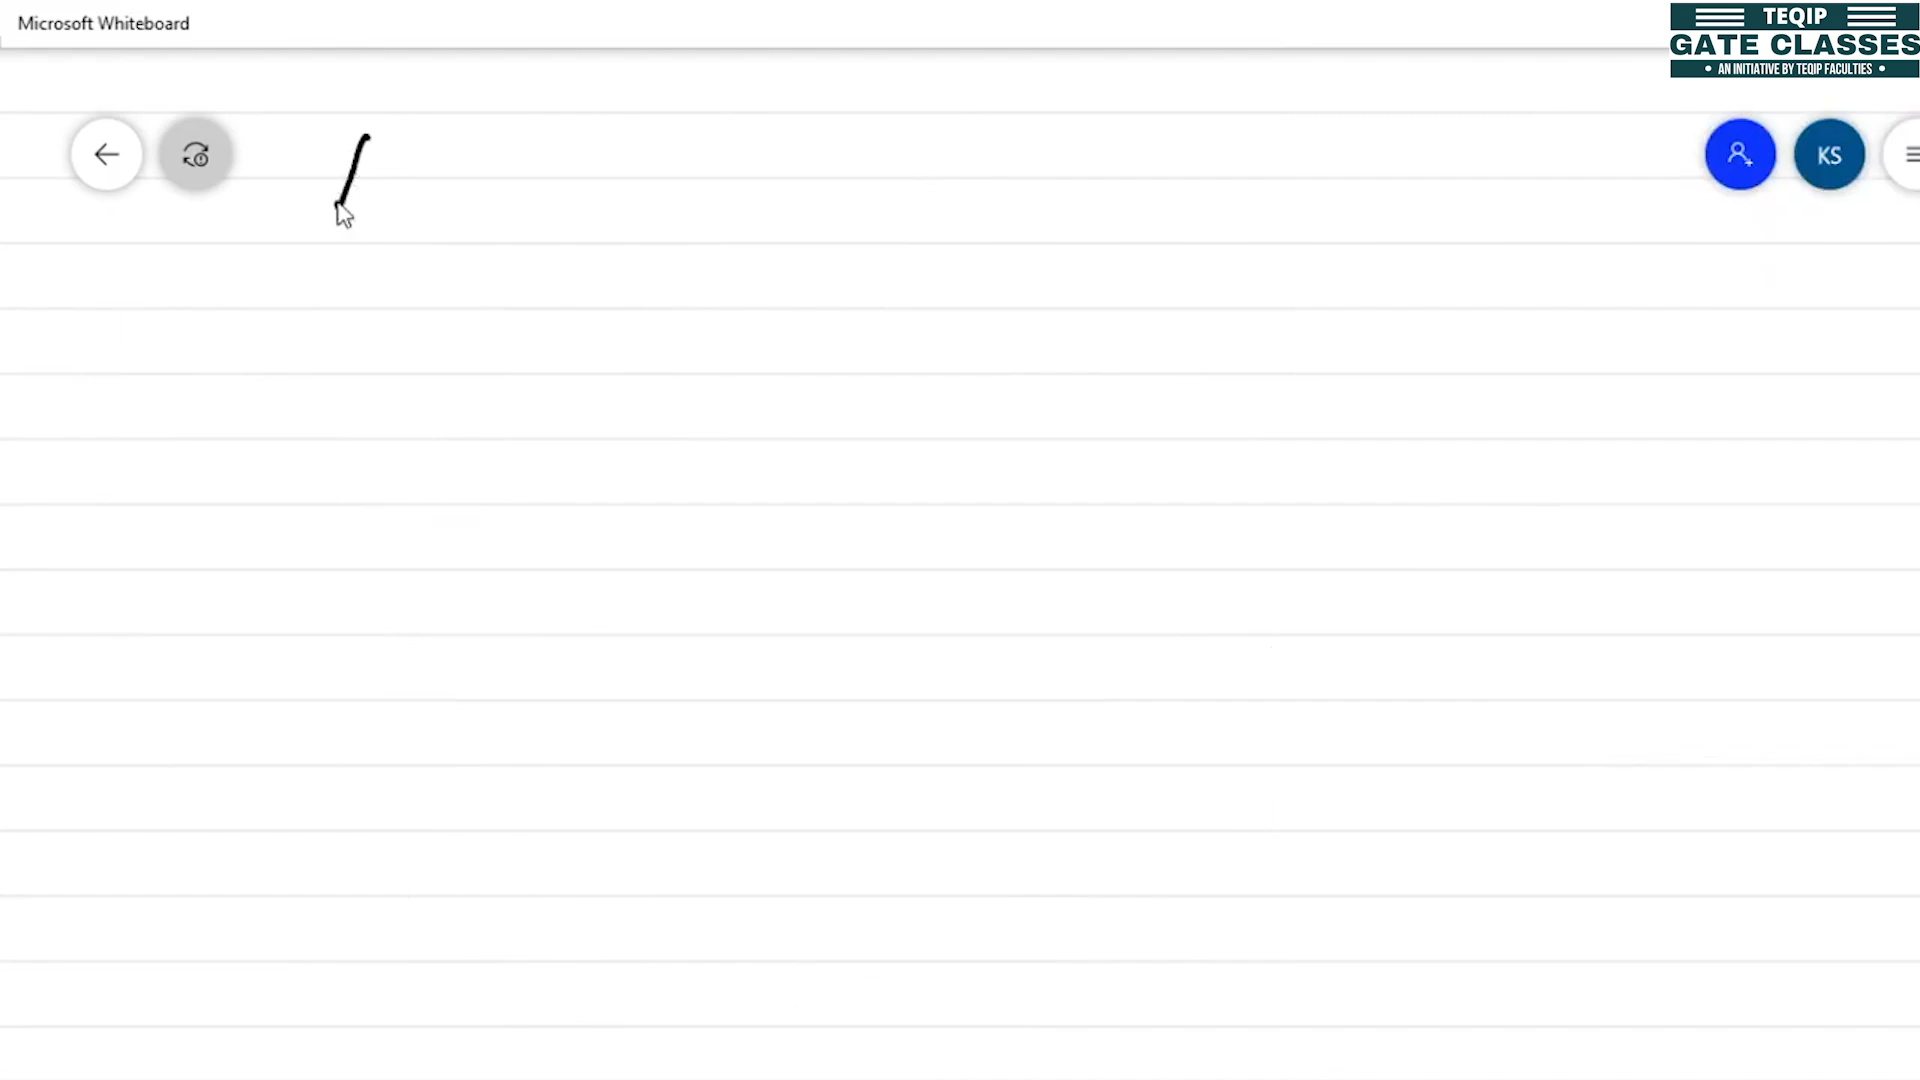 Microsoft Whiteboard
TEQIP
GATE CLASSES
• AN INITIATIVE BY TEQIP FACULTIES •
KS